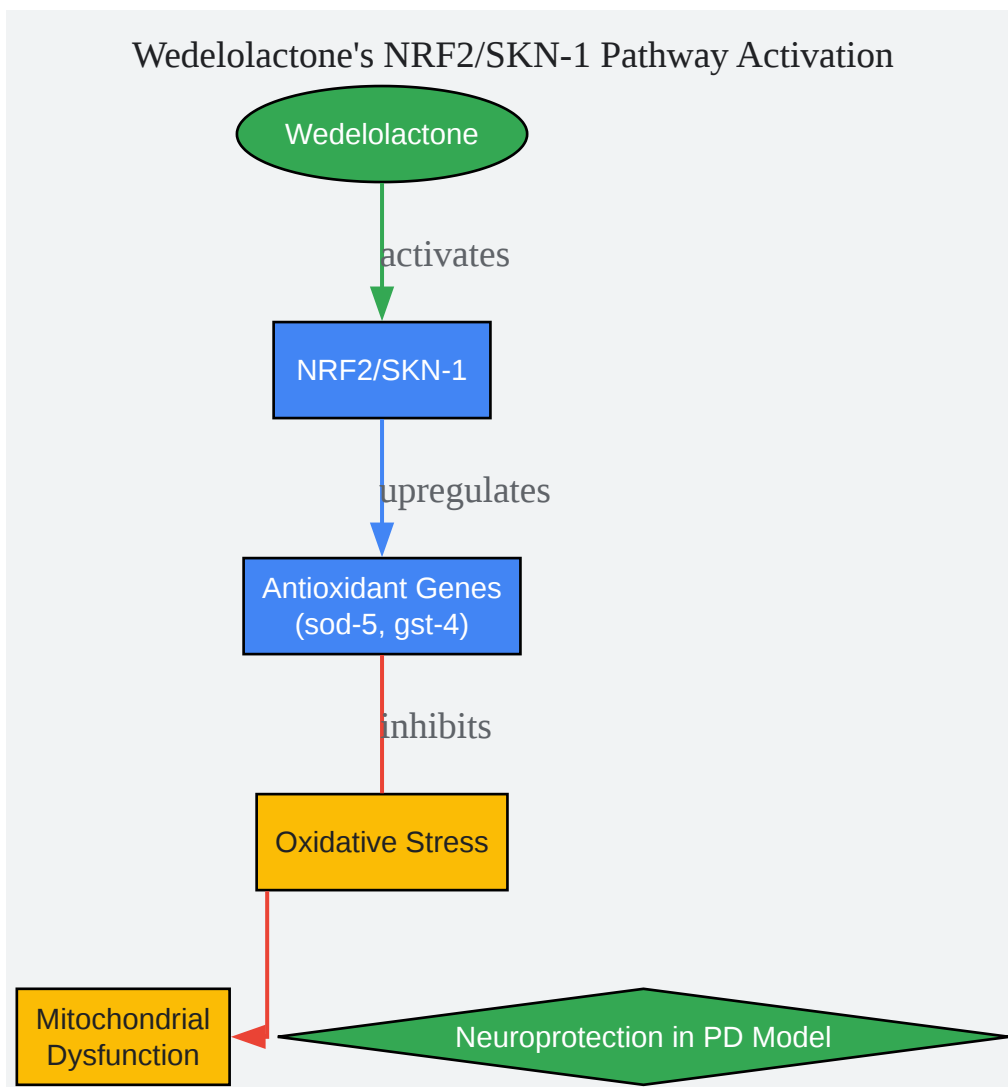 Wedelolactone's NRF2/SKN-1 Pathway Activation
Wedelolactone
activates
NRF2/SKN-1
upregulates
Antioxidant Genes
(sod-5, gst-4)
inhibits
Oxidative Stress
Mitochondrial
Dysfunction
Neuroprotection in PD Model